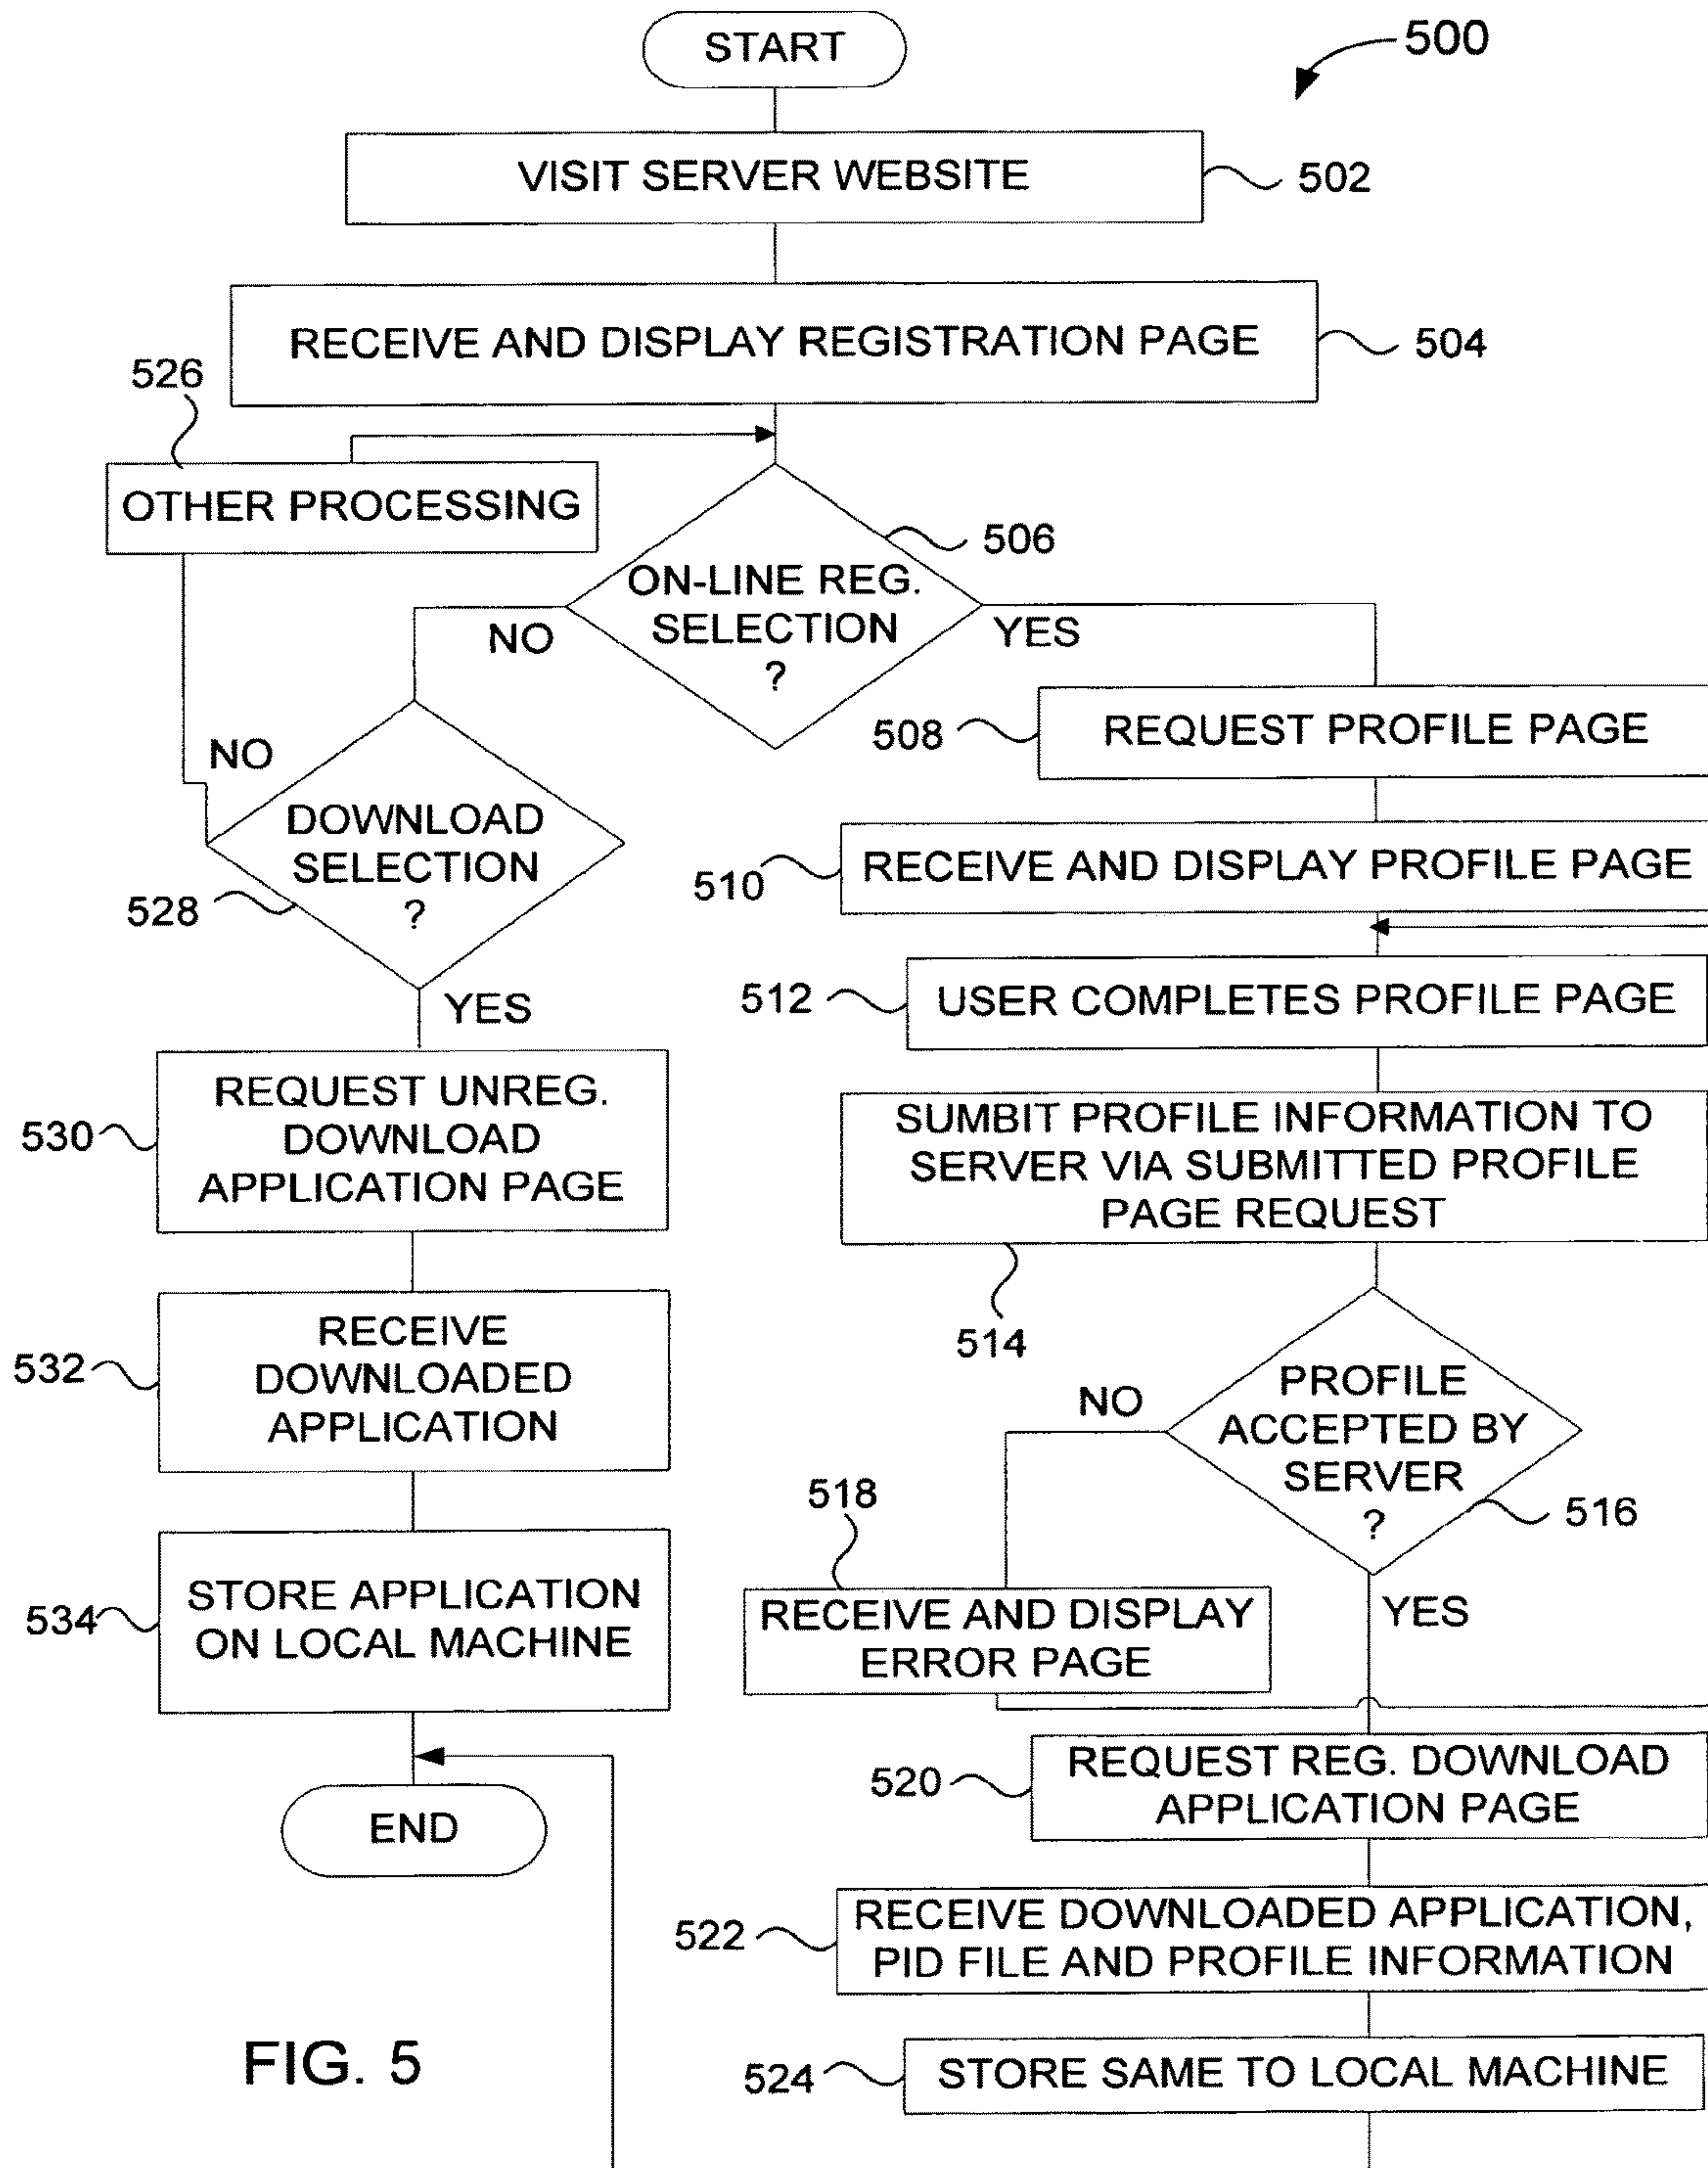 START
500
VISIT SERVER WEBSITE
502
RECEIVE AND DISPLAY REGISTRATION PAGE
504
526
OTHER PROCESSING
506
ON-LINE REG.
SELECTION
?
NO
YES
508
REQUEST PROFILE PAGE
NO
DOWNLOAD
SELECTION
?
528
YES
510
RECEIVE AND DISPLAY PROFILE PAGE
512
USER COMPLETES PROFILE PAGE
530
REQUEST UNREG.
DOWNLOAD
APPLICATION PAGE
SUMBIT PROFILE INFORMATION TO
SERVER VIA SUBMITTED PROFILE
PAGE REQUEST
514
532
RECEIVE
DOWNLOADED
APPLICATION
PROFILE
ACCEPTED BY
SERVER
?
516
NO
YES
518
RECEIVE AND DISPLAY
ERROR PAGE
534
STORE APPLICATION
ON LOCAL MACHINE
END
520
REQUEST REG. DOWNLOAD
APPLICATION PAGE
522
RECEIVE DOWNLOADED APPLICATION,
PID FILE AND PROFILE INFORMATION
524
STORE SAME TO LOCAL MACHINE
FIG. 5